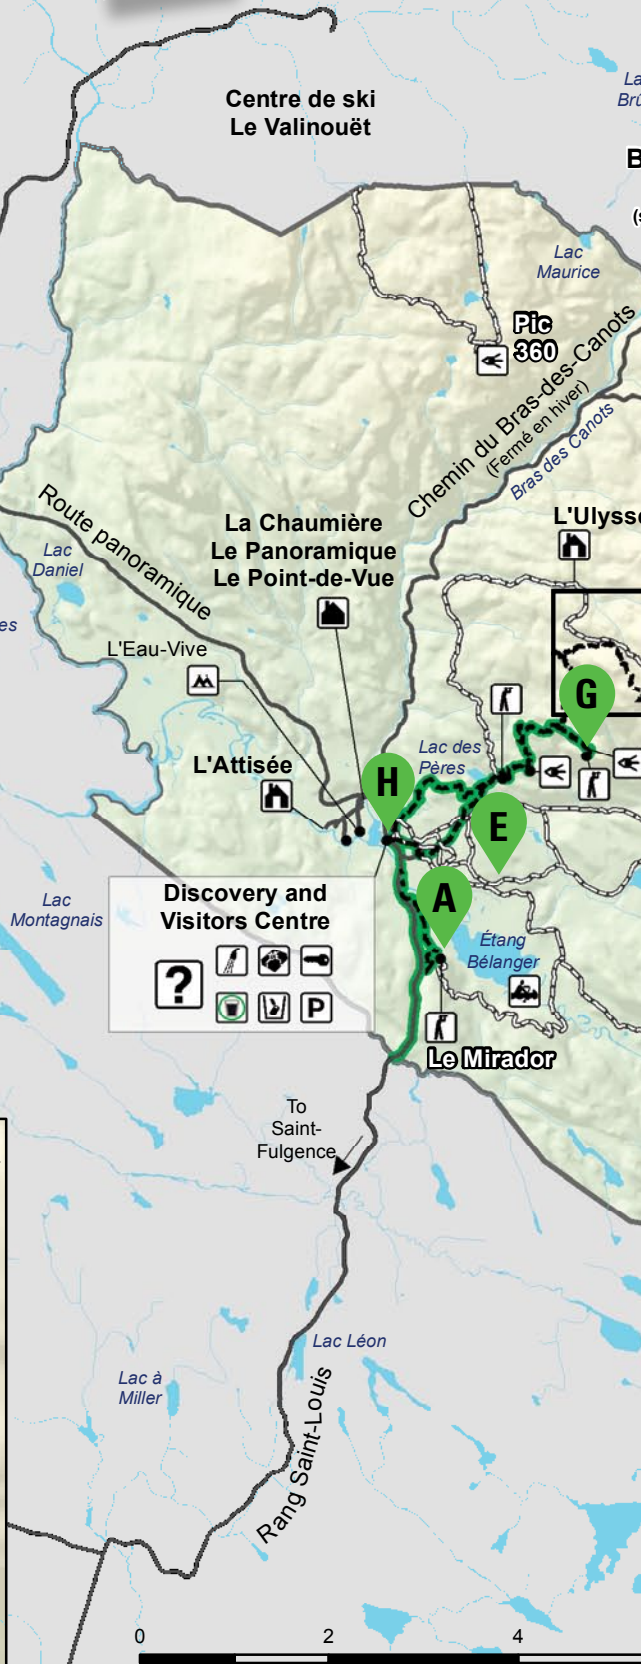 Centre de ski
Le Valinouët
Lac
Maurice
Pic
360
Chemin du Bras-des-Canots
(Fermé en hiver)
Bras des Canots
Route panoramique
Lac
Daniel
La Chaumière
Le Panoramique
Le Point-de-Vue
L'Eau-Vive
L'Attisée
Lac des
Pères
G
H
E
A
Lac
Montagnais
Discovery and
Visitors Centre
?
P
Étang
Bélanger
Le Mirador
To
Saint-
Fulgence
Lac Léon
Lac à
Miller
Rang Saint-Louis
0 2 4